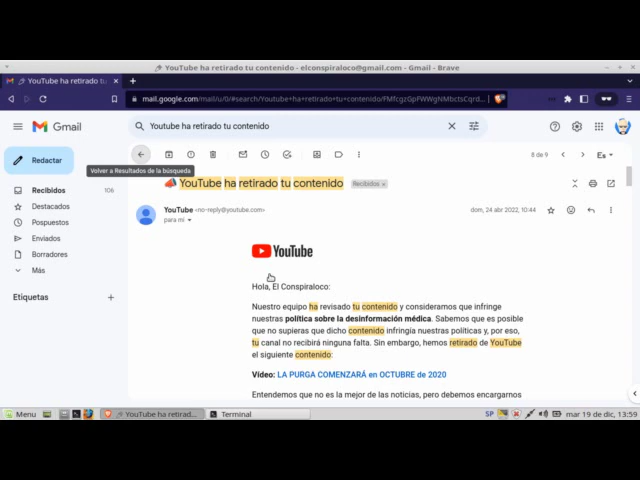 YouTube ha retirado tu contenido - elconspiraloco@gmail.com - Gmail - Brave
YouTube ha retirado tu
mail.google.com/mail/u/0/#search/Youtube+ha+retirado+tu+contenido/
Gmail
Youtube ha retirado tu contenido
Redactar
8 de 9
Es
Volver a Resultados de la búsqueda
YouTube ha retirado tu contenido
Recibidos x
Recibidos 106
Destacados
Pospuestos
Enviados
Borradores
Más
Etiquetas
YouTube <no-reply@youtube.com>
dom, 24 abr 2022, 10:44
para mi
YouTube
Hola, El Conspiraloco:
Nuestro equipo ha revisado tu contenido y consideramos que infringe
nuestras política sobre la desinformación médica. Sabemos que es posible
que no supieras que dicho contenido infringía nuestras políticas y, por eso,
tu canal no recibirá ninguna falta. Sin embargo, hemos retirado de YouTube
el siguiente contenido:
Vídeo: LA PURGA COMENZARÁ en OCTUBRE de 2020
Entendemos que no es la mejor de las noticias, pero debemos encargarnos
Menu
YouTube ha retirad...
Terminal
SP
mar 19 de dic, 13:59